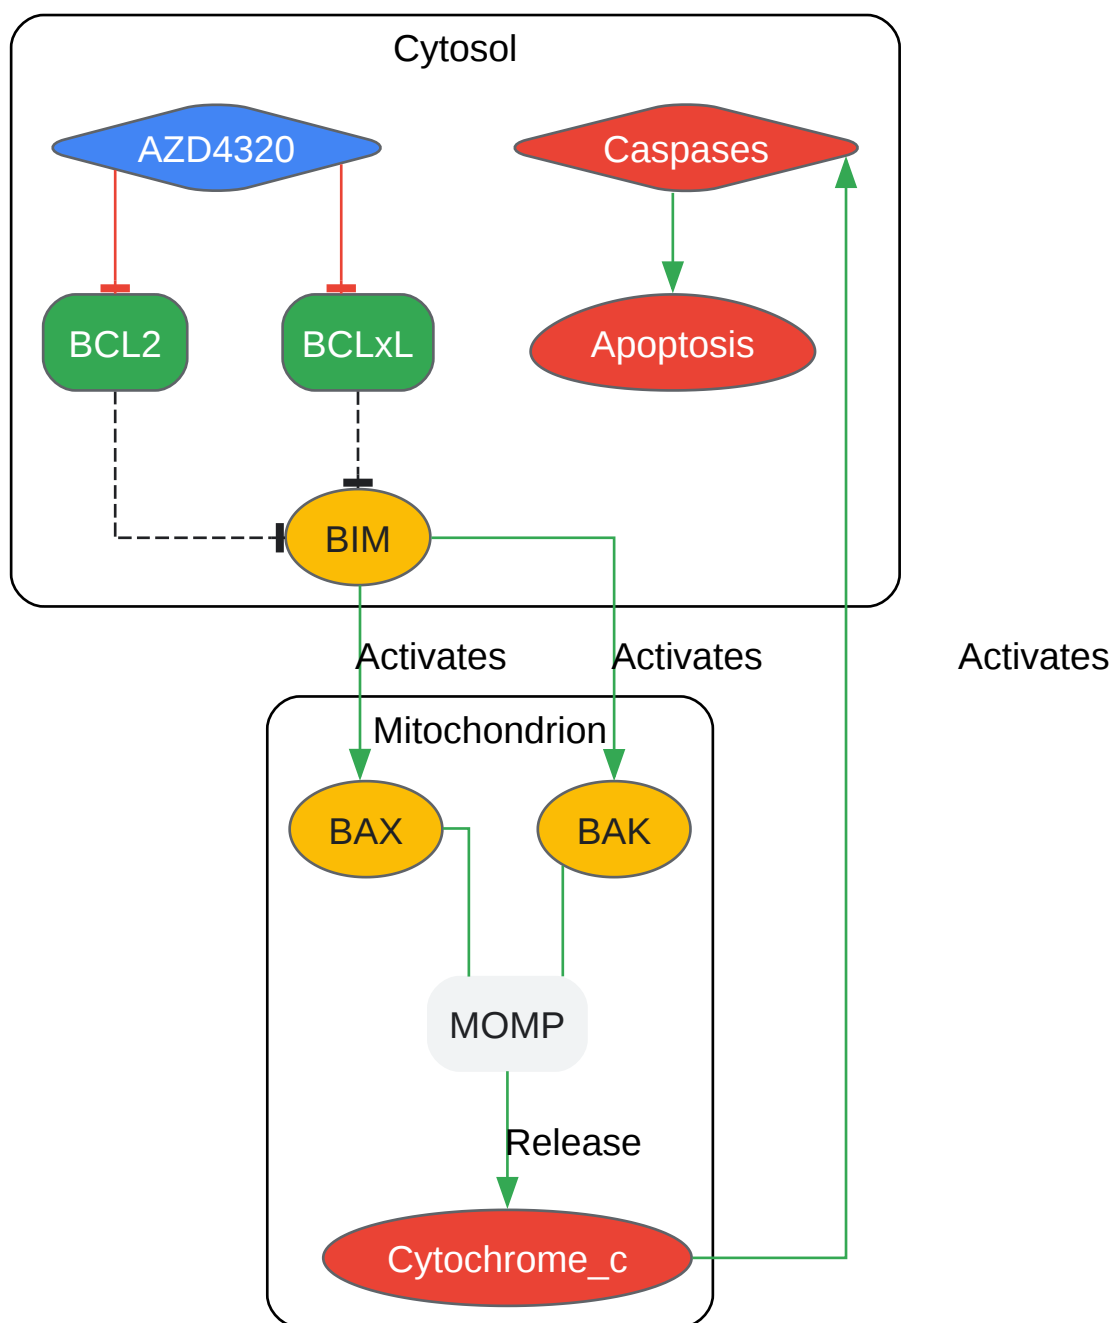 Cytosol
AZD4320
Caspases
BCL2
BCLxL
Apoptosis
BIM
Activates
Activates
Activates
Mitochondrion
BAX
BAK
MOMP
Release
Cytochrome_c